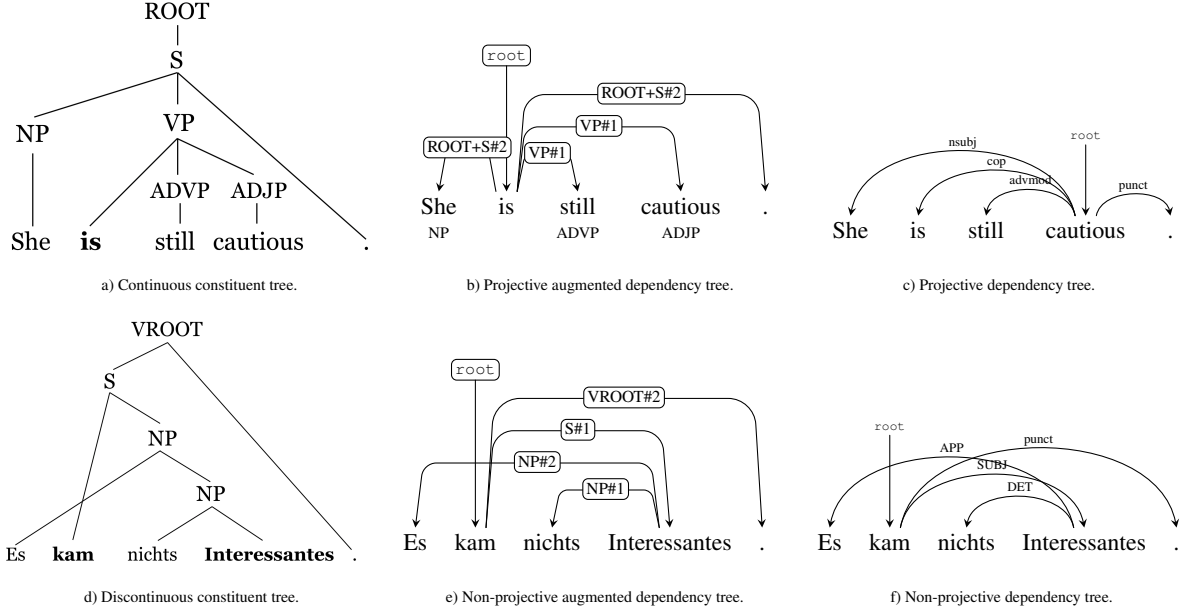 ROOT
S
NP
VP
ADVP ADJP
She is still cautious .
a) Continuous constituent tree.
root
ROOT+S#2
VP#1
ROOT+S#2 VP#1
She is still cautious .
NP ADVP ADJP
b) Projective augmented dependency tree.
root
nsubj
cop
advmod
punct
She is still cautious .
c) Projective dependency tree.
VROOT
S
NP
NP
Es kam nichts Interessantes .
d) Discontinuous constituent tree.
root
VROOT#2
S#1
NP#2
NP#1
Es kam nichts Interessantes .
e) Non-projective augmented dependency tree.
root
APP
punct
SUBJ
DET
Es kam nichts Interessantes .
f) Non-projective dependency tree.